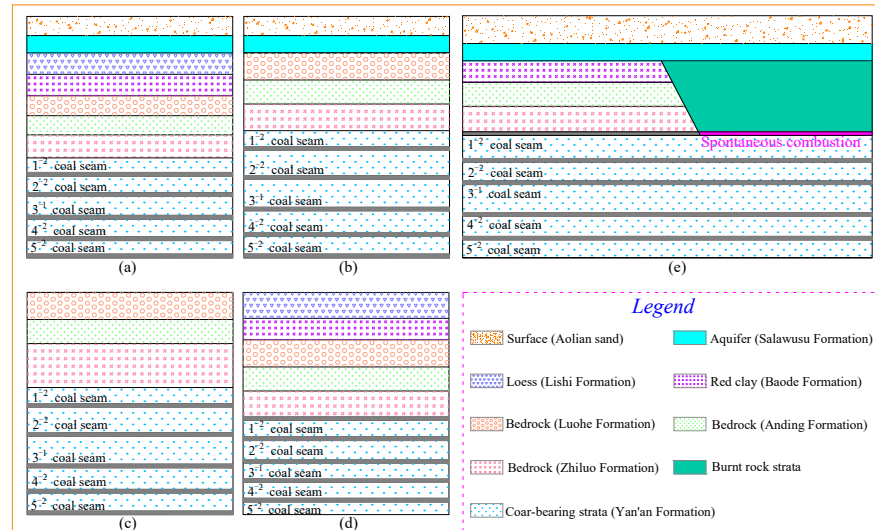 1⁻² coal seam
2⁻² coal seam
3⁻¹ coal seam
4⁻² coal seam
5⁻² coal seam
(a)
1⁻² coal seam
2⁻² coal seam
3⁻¹ coal seam
4⁻² coal seam
5⁻² coal seam
(b)
Spontaneous combustion
1⁻² coal seam
2⁻² coal seam
3⁻¹ coal seam
4⁻² coal seam
5⁻² coal seam
(e)
1⁻² coal seam
2⁻² coal seam
3⁻¹ coal seam
4⁻² coal seam
5⁻² coal seam
(c)
1⁻² coal seam
2⁻² coal seam
3⁻¹ coal seam
4⁻² coal seam
5⁻² coal seam
(d)
Legend
Surface (Aolian sand)
Aquifer (Salawusu Formation)
Loess (Lishi Formation)
Red clay (Baode Formation)
Bedrock (Luohe Formation)
Bedrock (Anding Formation)
Bedrock (Zhiluo Formation)
Burnt rock strata
Coar-bearing strata (Yan'an Formation)